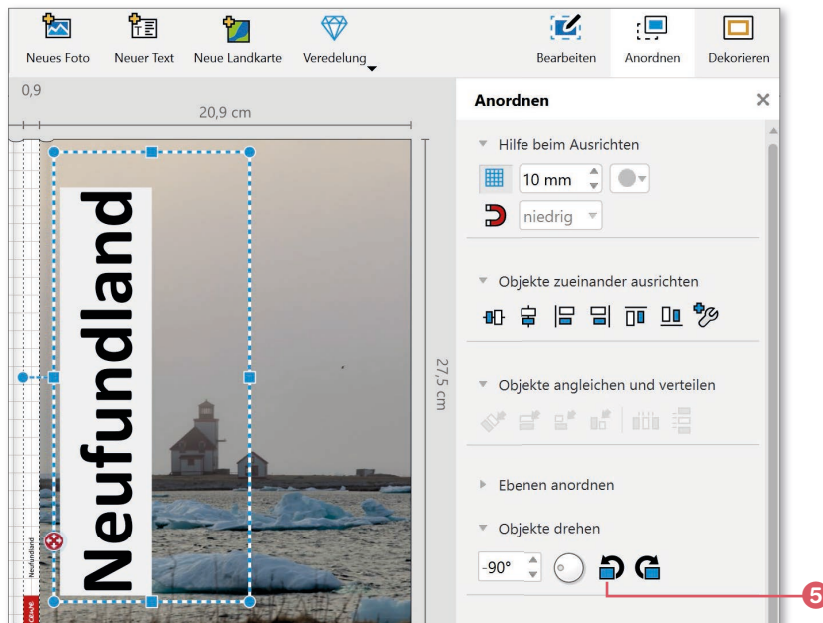 Neues Foto
Neuer Text
Neue Landkarte
Veredelung
Bearbeiten
Anordnen
Dekorieren
0,9
20,9 cm
27,5 cm
Neufundland
Neufundland
CEWE
Anordnen
Hilfe beim Ausrichten
10 mm
niedrig
Objekte zueinander ausrichten
Objekte angleichen und verteilen
Ebenen anordnen
Objekte drehen
-90°
5